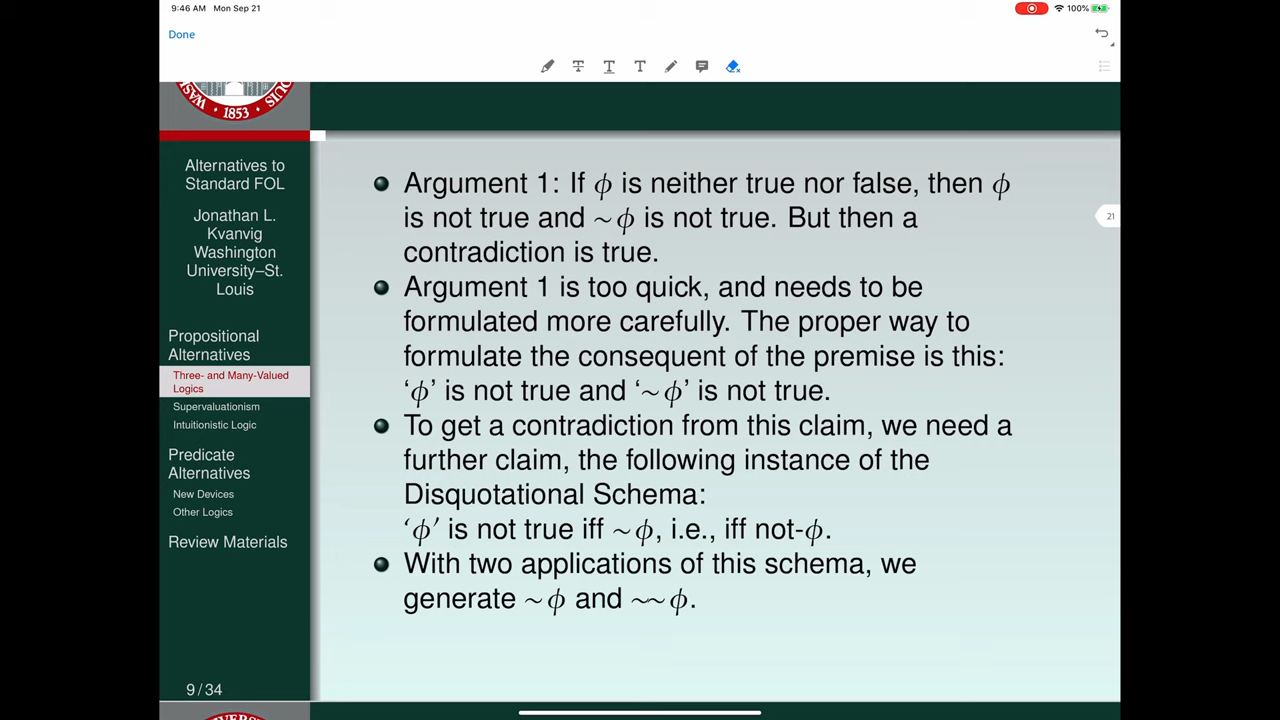 9:46 AM Mon Sep 21
100%
Done
WAS · 1853 · UIS
Alternatives to
Standard FOL
Jonathan L.
Kvanvig
Washington
University–St.
Louis
Propositional
Alternatives
Three- and Many-Valued
Logics
Supervaluationism
Intuitionistic Logic
Predicate
Alternatives
New Devices
Other Logics
Review Materials
9 / 34
Argument 1: If ϕ is neither true nor false, then ϕ
is not true and ∼ϕ is not true. But then a
contradiction is true.
Argument 1 is too quick, and needs to be
formulated more carefully. The proper way to
formulate the consequent of the premise is this:
‘ϕ’ is not true and ‘∼ϕ’ is not true.
To get a contradiction from this claim, we need a
further claim, the following instance of the
Disquotational Schema:
‘ϕ’ is not true iff ∼ϕ, i.e., iff not-ϕ.
With two applications of this schema, we
generate ∼ϕ and ∼∼ϕ.
21